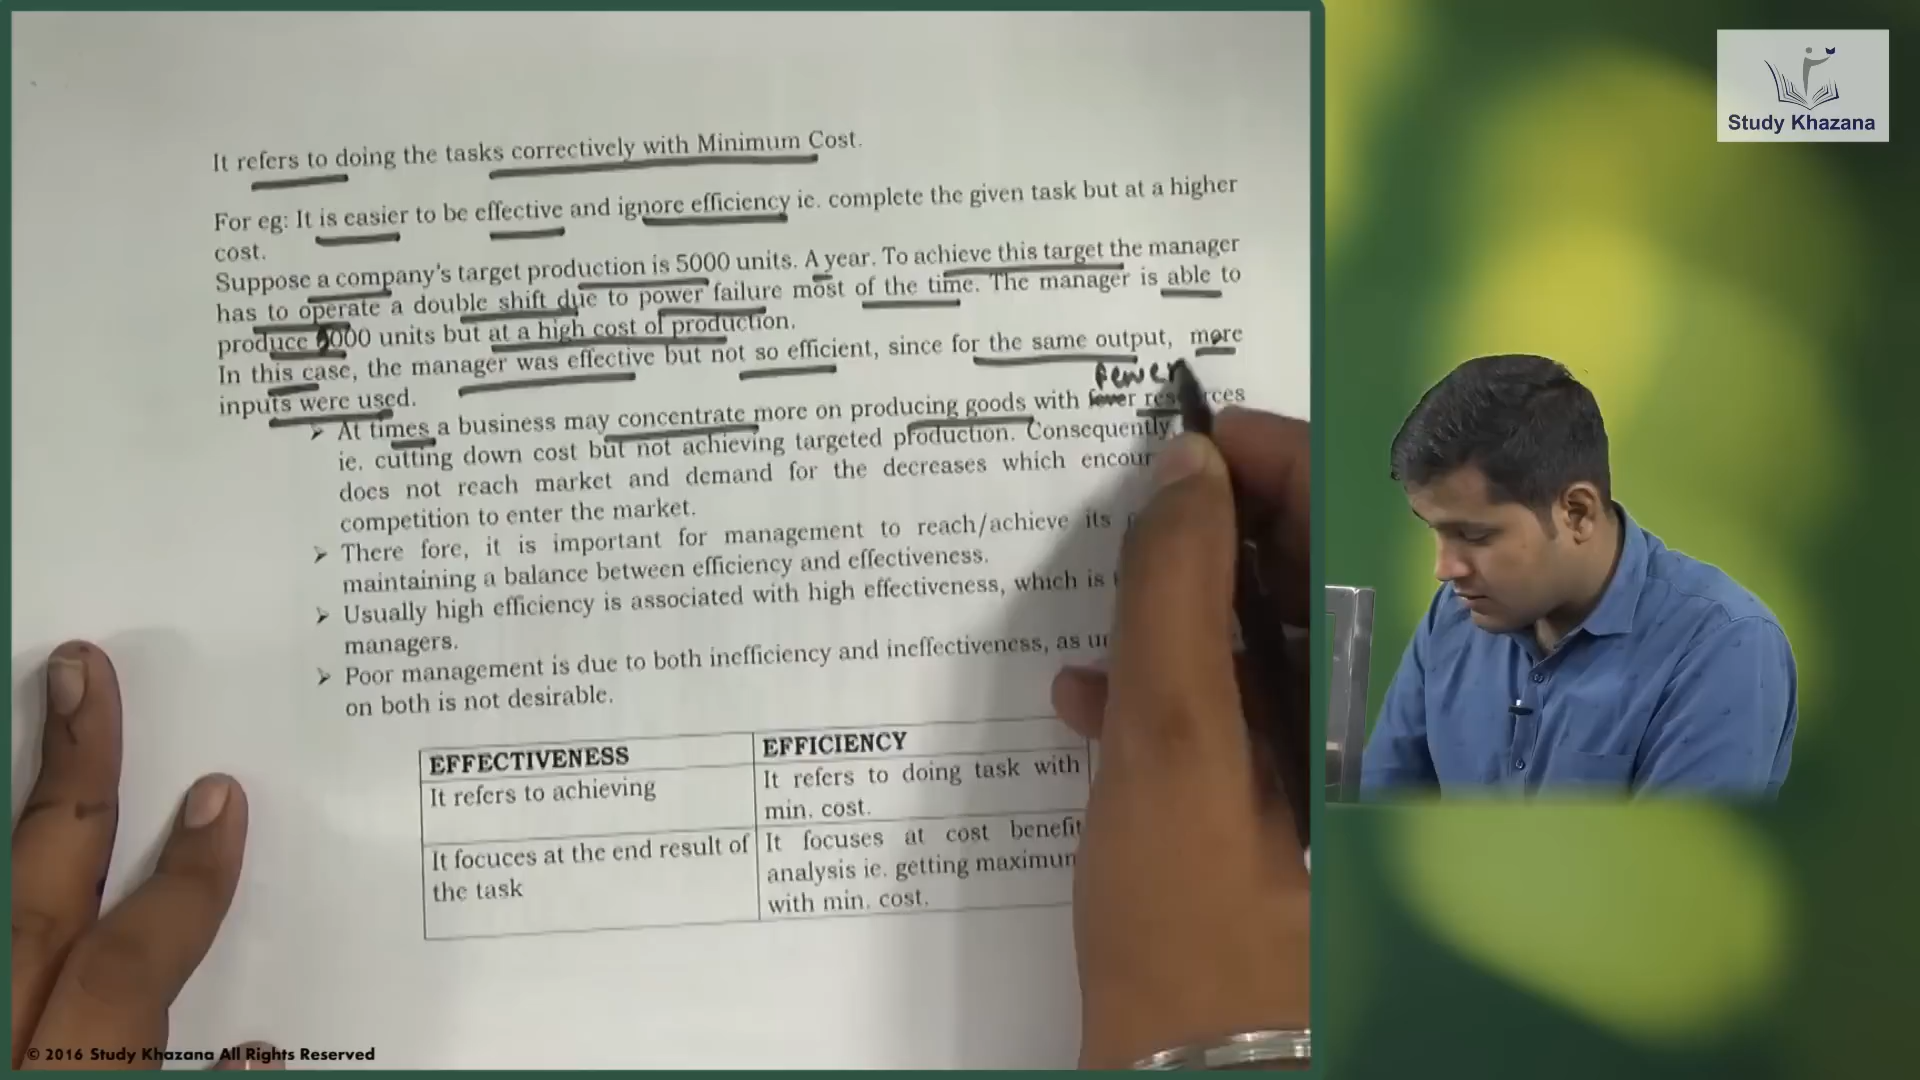 It refers to doing the tasks correctively with Minimum Cost.
For eg: It is easier to be effective and ignore efficiency ie. complete the given task but at a higher
cost.
Suppose a company's target production is 5000 units. A year. To achieve this target the manager
has to operate a double shift due to power failure most of the time. The manager is able to
produce 5000 units but at a high cost of production.
In this case, the manager was effective but not so efficient, since for the same output, more
inputs were used.
fewer
➤ At times a business may concentrate more on producing goods with fever
ie. cutting down cost but not achieving targeted production. Consequently
does not reach market and demand for the decreases which
competition to enter the market.
➤ There fore, it is important for management to reach/achieve its
maintaining a balance between efficiency and effectiveness.
➤ Usually high efficiency is associated with high effectiveness, which is
managers.
➤ Poor management is due to both inefficiency and ineffectiveness, as
on both is not desirable.
EFFECTIVENESS
EFFICIENCY
It refers to achieving
It refers to doing task with
min. cost.
It focuces at the end result of
the task
It focuses at cost benefit
analysis ie. getting
with min. cost.
Study Khazana
© 2016 Study Khazana All Rights Reserved